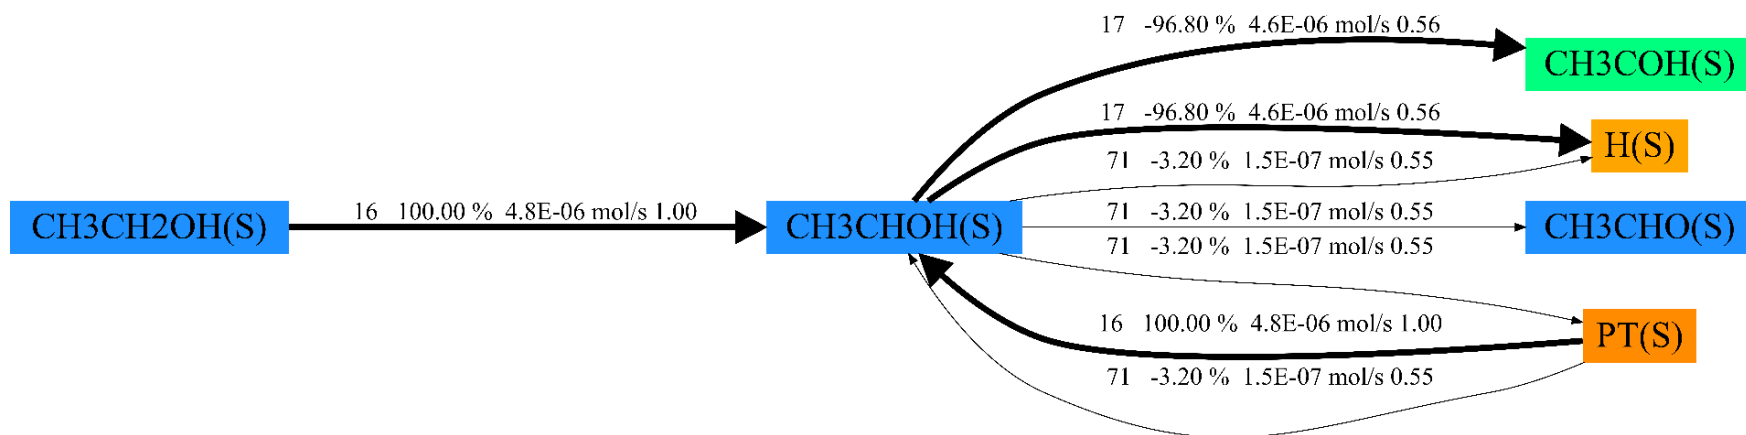 17 -96.80 % 4.6E-06 mol/s 0.56
CH3COH(S)
17 -96.80 % 4.6E-06 mol/s 0.56
H(S)
71 -3.20 % 1.5E-07 mol/s 0.55
CH3CH2OH(S)
16 100.00 % 4.8E-06 mol/s 1.00
CH3CHOH(S)
71 -3.20 % 1.5E-07 mol/s 0.55
CH3CHO(S)
71 -3.20 % 1.5E-07 mol/s 0.55
16 100.00 % 4.8E-06 mol/s 1.00
PT(S)
71 -3.20 % 1.5E-07 mol/s 0.55